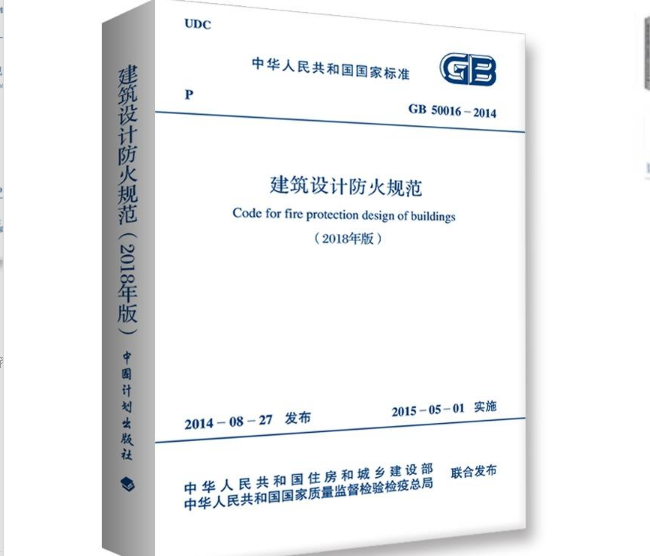 UDC
中华人民共和国国家标准
GB
P
GB 50016－2014
建筑设计防火规范
Code for fire protection design of buildings
（2018年版）
2014－08－27 发布
2015－05－01 实施
中华人民共和国住房和城乡建设部
中华人民共和国国家质量监督检验检疫总局
联合发布
建筑设计防火规范（2018年版）
中国计划出版社